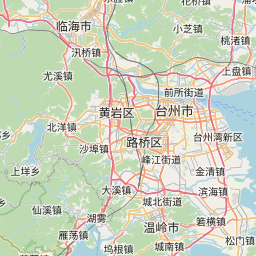 永丰镇
花桥镇
临海市
小芝镇
桃渚镇
汛桥镇
上盘镇
尤溪镇
前所街道
黄岩区
台州市
北洋镇
台州湾新区
路桥区
沙埠镇
峰江街道
上垟乡
金清镇
大溪镇
滨海镇
城北街道
仙溪镇
湖雾
箬横镇
温岭市
雁荡镇
坞根镇
城南镇
松门镇